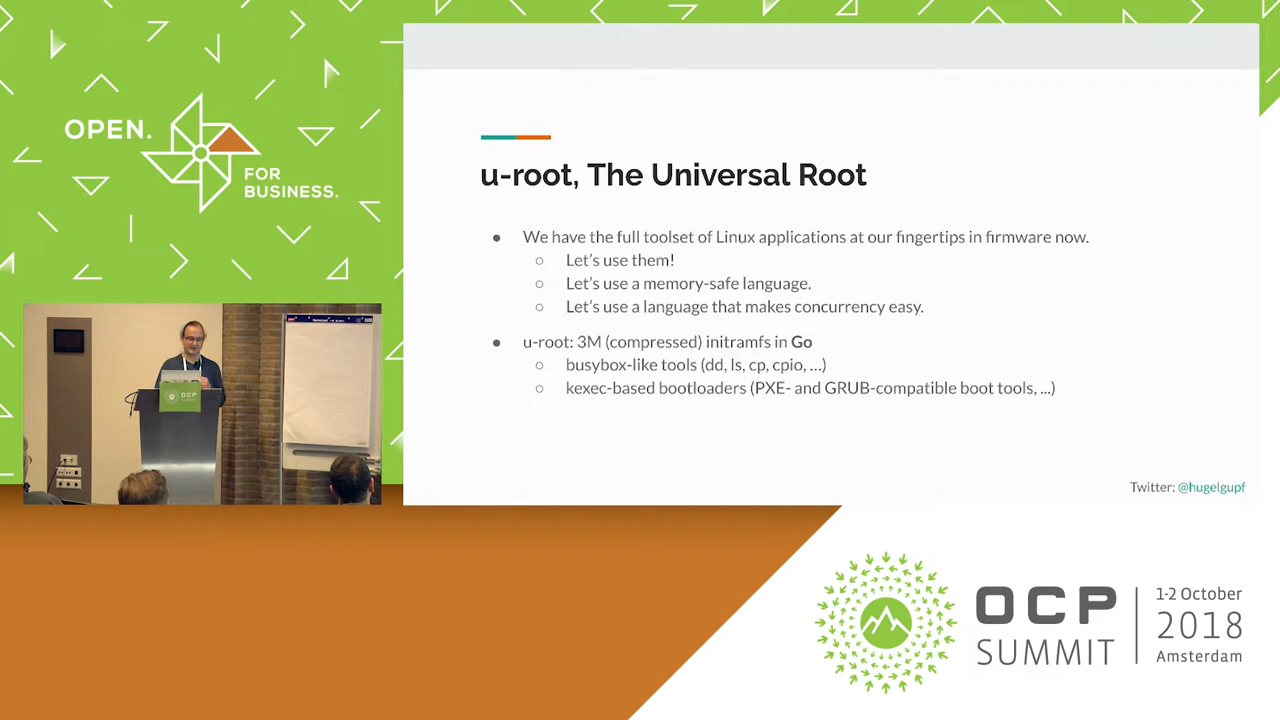 OPEN.
FOR
BUSINESS.
u-root, The Universal Root
● We have the full toolset of Linux applications at our fingertips in firmware now.
○ Let's use them!
○ Let's use a memory-safe language.
○ Let's use a language that makes concurrency easy.
● u-root: 3M (compressed) initramfs in Go
○ busybox-like tools (dd, ls, cp, cpio, ...)
○ kexec-based bootloaders (PXE- and GRUB-compatible boot tools, ...)
Twitter: @hugelgupf
OCP
SUMMIT
OCP
SUMMIT
1-2 October
2018
Amsterdam